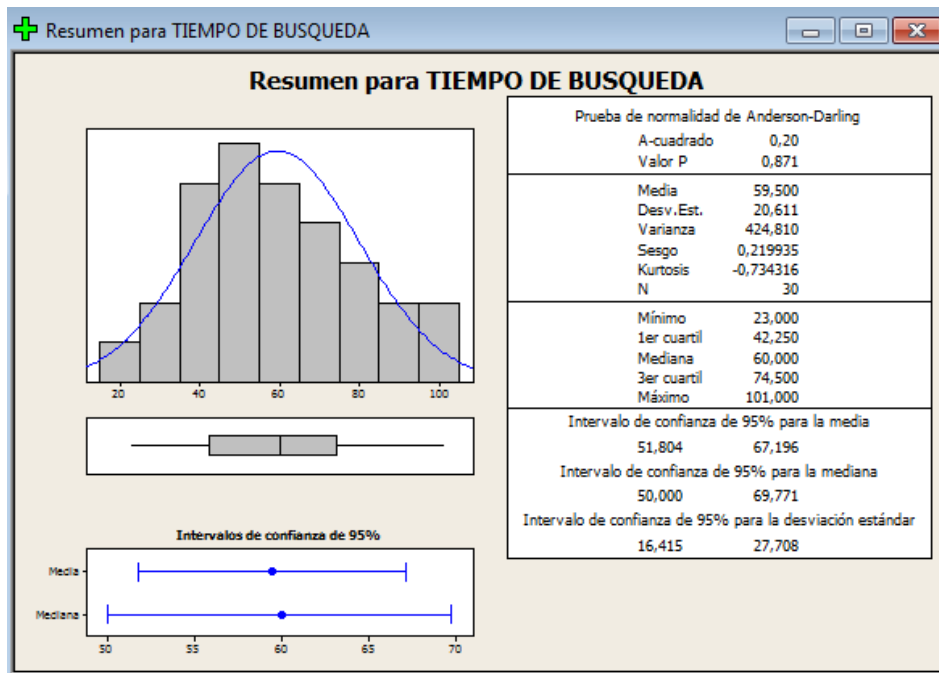 Resumen para TIEMPO DE BUSQUEDA
Resumen para TIEMPO DE BUSQUEDA
20 40 60 80 100
Intervalos de confianza de 95%
Media
Mediana
50 55 60 65 70
Prueba de normalidad de Anderson-Darling
A-cuadrado 0,20
Valor P 0,871
Media 59,500
Desv.Est. 20,611
Varianza 424,810
Sesgo 0,219935
Kurtosis -0,734316
N 30
Mínimo 23,000
1er cuartil 42,250
Mediana 60,000
3er cuartil 74,500
Máximo 101,000
Intervalo de confianza de 95% para la media
51,804 67,196
Intervalo de confianza de 95% para la mediana
50,000 69,771
Intervalo de confianza de 95% para la desviación estándar
16,415 27,708